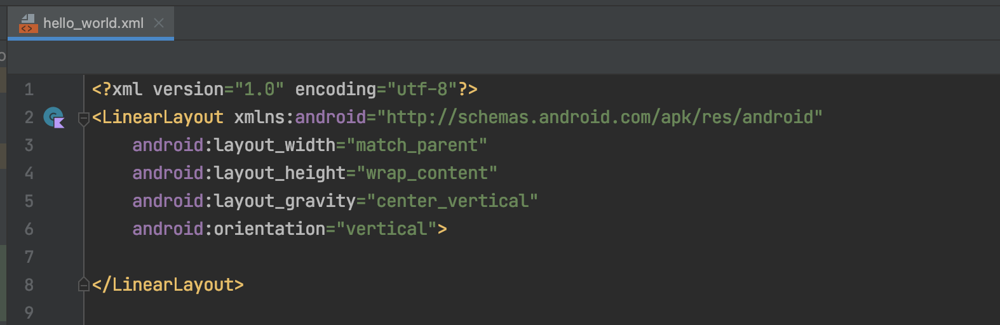 hello_world.xml
1 <?xml version="1.0" encoding="utf-8"?>
2 <LinearLayout xmlns:android="http://schemas.android.com/apk/res/android"
3     android:layout_width="match_parent"
4     android:layout_height="wrap_content"
5     android:layout_gravity="center_vertical"
6     android:orientation="vertical">
7
8 </LinearLayout>
9